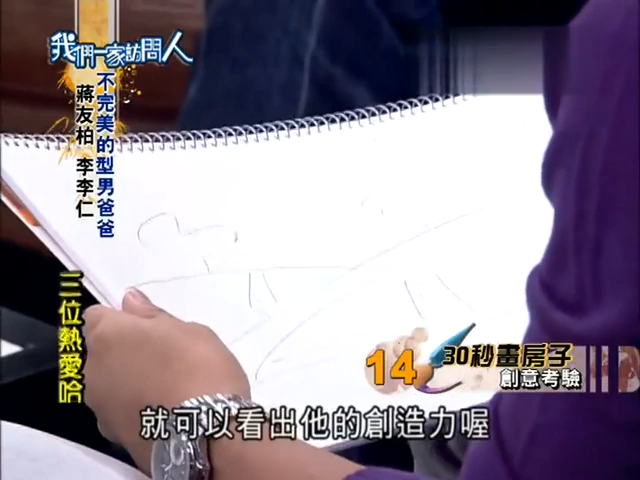 我們一家訪問人
不完美的型男爸爸
蔣友柏 李李仁
三位熱愛哈
14
30秒畫房子
創意考驗
就可以看出他的創造力喔